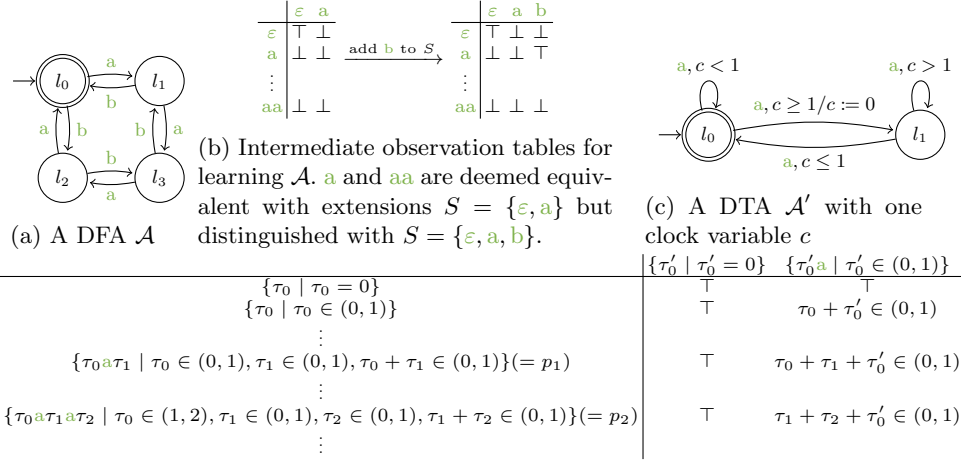 l₀
a
b
l₁
a
b
b
a
l₂
b
a
l₃
(a) A DFA 𝒜
ε a
ε ⊤ ⊥
a ⊥ ⊥
⋮
aa ⊥ ⊥
add b to S
ε a b
ε ⊤ ⊥ ⊥
a ⊥ ⊥ ⊤
⋮
aa ⊥ ⊥ ⊥
(b) Intermediate observation tables for
learning 𝒜. a and aa are deemed equiv-
alent with extensions S = {ε, a} but
distinguished with S = {ε, a, b}.
a, c < 1
a, c > 1
a, c ≥ 1/c := 0
l₀
l₁
a, c ≤ 1
(c) A DTA 𝒜′ with one
clock variable c
{τ′₀ | τ′₀ = 0} {τ′₀a | τ′₀ ∈ (0, 1)}
{τ₀ | τ₀ = 0} ⊤ ⊤
{τ₀ | τ₀ ∈ (0, 1)} ⊤ τ₀ + τ′₀ ∈ (0, 1)
⋮
{τ₀aτ₁ | τ₀ ∈ (0, 1), τ₁ ∈ (0, 1), τ₀ + τ₁ ∈ (0, 1)}(= p₁) ⊤ τ₀ + τ₁ + τ′₀ ∈ (0, 1)
⋮
{τ₀aτ₁aτ₂ | τ₀ ∈ (1, 2), τ₁ ∈ (0, 1), τ₂ ∈ (0, 1), τ₁ + τ₂ ∈ (0, 1)}(= p₂) ⊤ τ₁ + τ₂ + τ′₀ ∈ (0, 1)
⋮